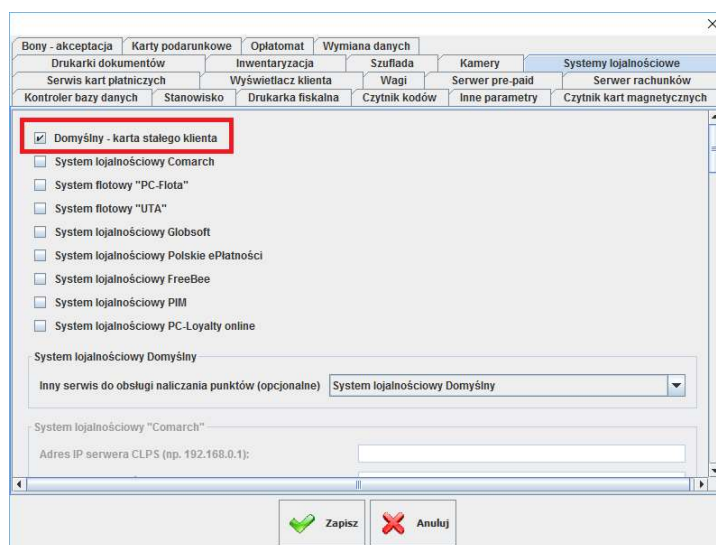 Bony - akceptacja Karty podarunkowe Opłatomat Wymiana danych
Drukarki dokumentów Inwentaryzacja Szuflada Kamery Systemy lojalnościowe
Serwis kart płatniczych Wyświetlacz klienta Wagi Serwer pre-paid Serwer rachunków
Kontroler bazy danych Stanowisko Drukarka fiskalna Czytnik kodów Inne parametry Czytnik kart magnetycznych
Domyślny - karta stałego klienta
System lojalnościowy Comarch
System flotowy "PC-Flota"
System flotowy "UTA"
System lojalnościowy Globsoft
System lojalnościowy Polskie ePłatności
System lojalnościowy FreeBee
System lojalnościowy PIM
System lojalnościowy PC-Loyalty online
System lojalnościowy Domyślny
Inny serwis do obsługi naliczania punktów (opcjonalne) System lojalnościowy Domyślny
System lojalnościowy "Comarch"
Adres IP serwera CLPS (np. 192.168.0.1):
Zapisz Anuluj